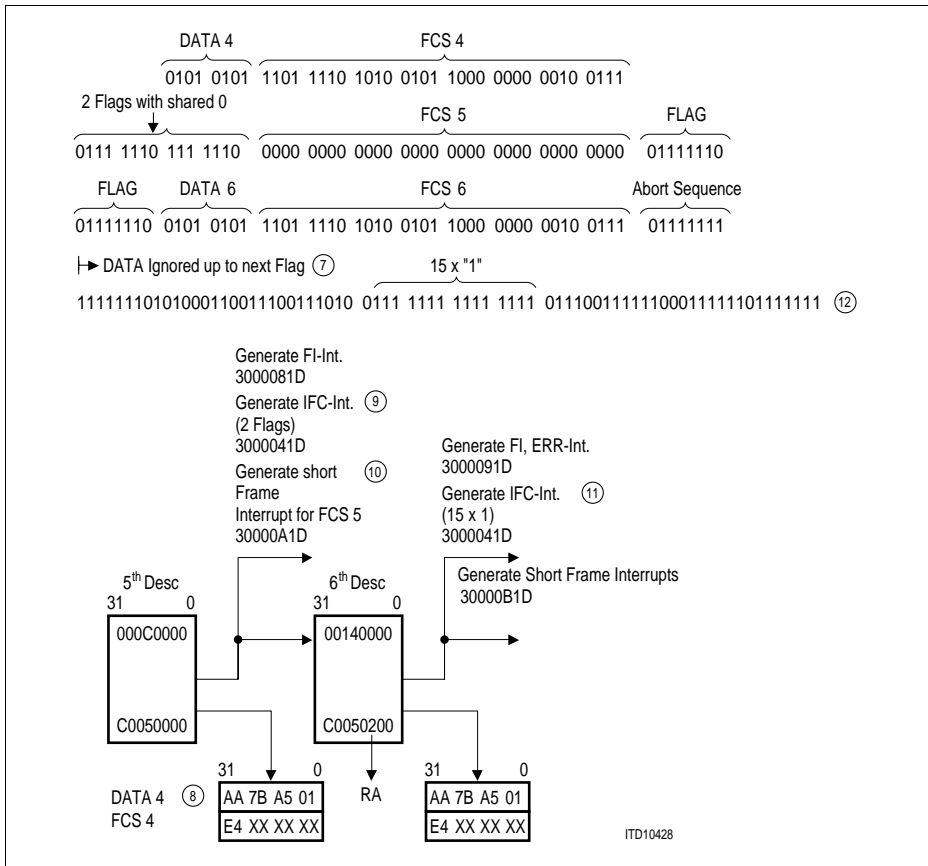 DATA 4 FCS 4
0101 0101 1101 1110 1010 0101 1000 0000 0010 0111
2 Flags with shared 0 FCS 5 FLAG
0111 1110 111 1110 0000 0000 0000 0000 0000 0000 0000 0000 01111110
FLAG DATA 6 FCS 6 Abort Sequence
01111110 0101 0101 1101 1110 1010 0101 1000 0000 0010 0111 01111111
DATA Ignored up to next Flag 7 15 x "1"
1111111010100011001110011101 0 0111 1111 1111 1111 01110011111100011111101111111 12
Generate FI-Int.
3000081D
Generate IFC-Int. 9
(2 Flags)
3000041D
Generate short 10
Frame
Interrupt for FCS 5
30000A1D
Generate FI, ERR-Int.
3000091D
Generate IFC-Int. 11
(15 x 1)
3000041D
Generate Short Frame Interrupts
30000B1D
5th Desc
31 0
000C0000
C0050000
6th Desc
31 0
00140000
C0050200
DATA 4 8
FCS 4
31 0
AA 7B A5 01
E4 XX XX XX
RA
31 0
AA 7B A5 01
E4 XX XX XX
ITD10428